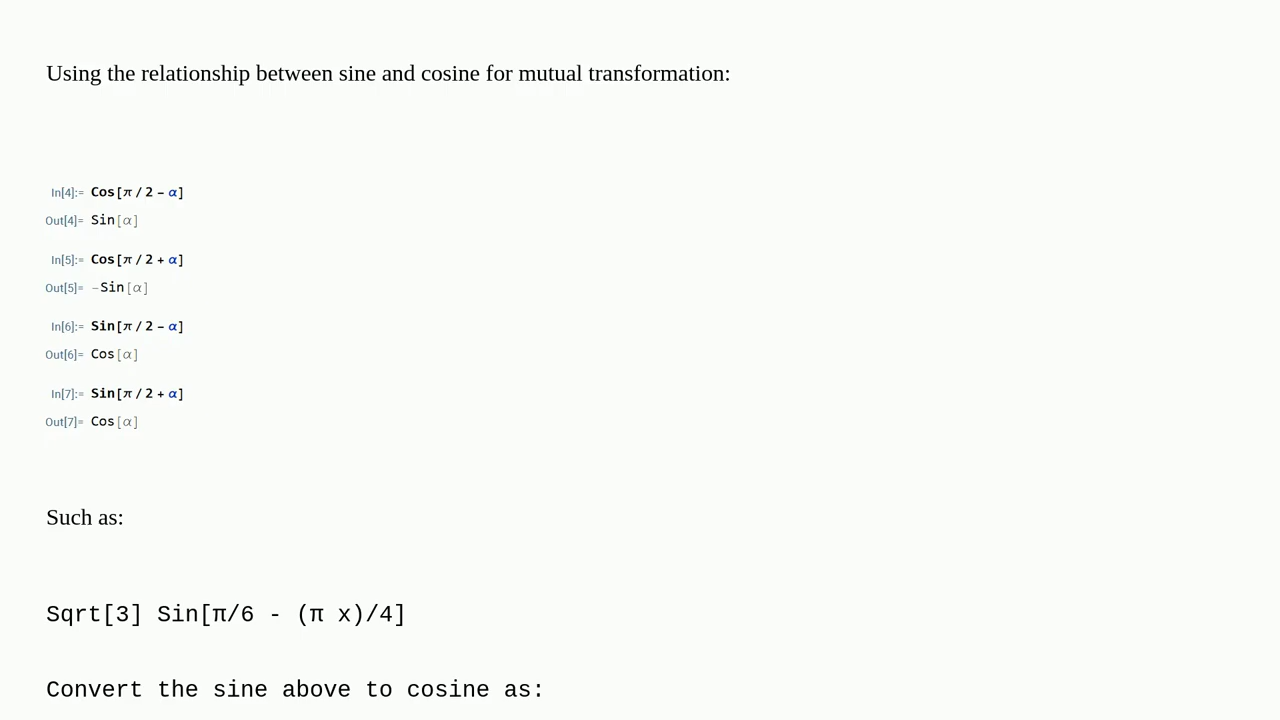 Using the relationship between sine and cosine for mutual transformation:
In[4]:= Cos[π / 2 - α]
Out[4]= Sin[α]
In[5]:= Cos[π / 2 + α]
Out[5]= -Sin[α]
In[6]:= Sin[π / 2 - α]
Out[6]= Cos[α]
In[7]:= Sin[π / 2 + α]
Out[7]= Cos[α]
Such as:
Sqrt[3] Sin[π/6 - (π x)/4]
Convert the sine above to cosine as: